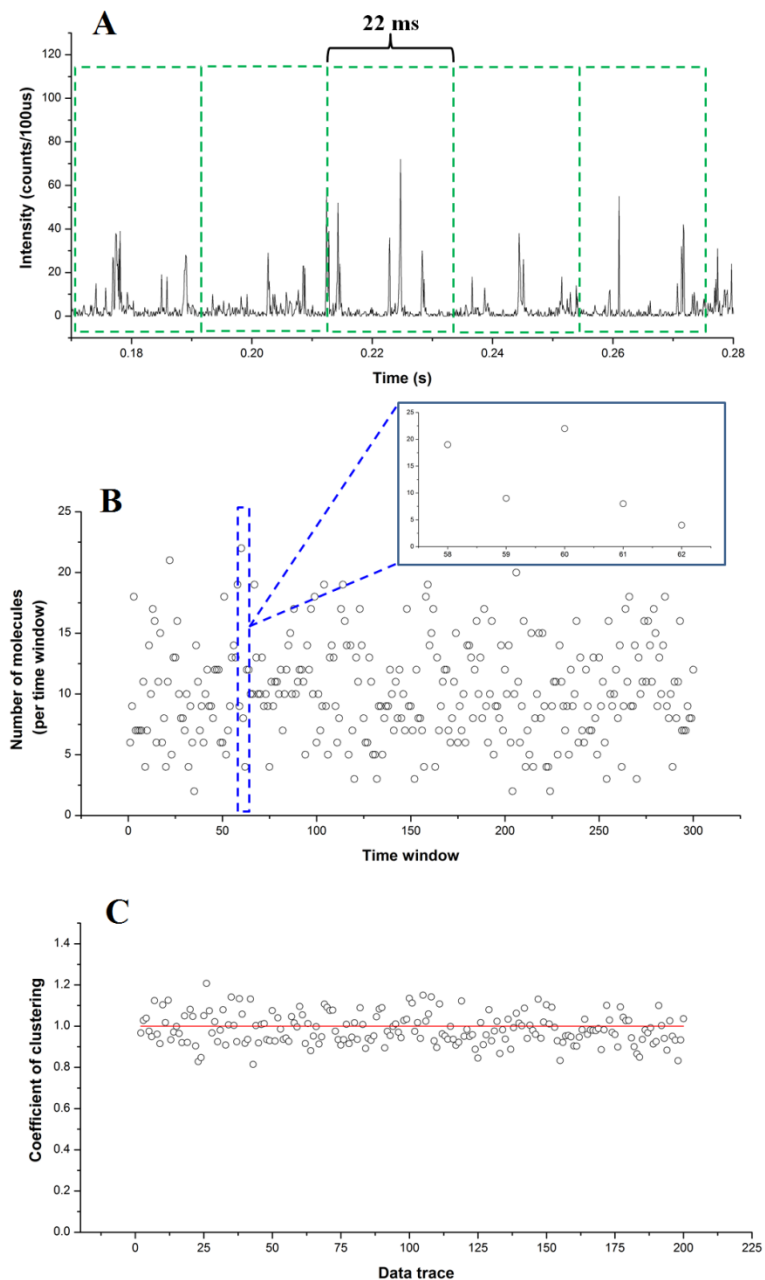 A
22 ms
Intensity (counts/100us)
120
100
80
60
40
20
0
0.18 0.20 0.22 0.24 0.26 0.28
Time (s)
B
25
20
15
10
5
0
58 59 60 61 62
Number of molecules
(per time window)
25
20
15
10
5
0
0 50 100 150 200 250 300
Time window
C
Coefficient of clustering
1.4
1.2
1.0
0.8
0.6
0.4
0.2
0.0
0 25 50 75 100 125 150 175 200 225
Data trace